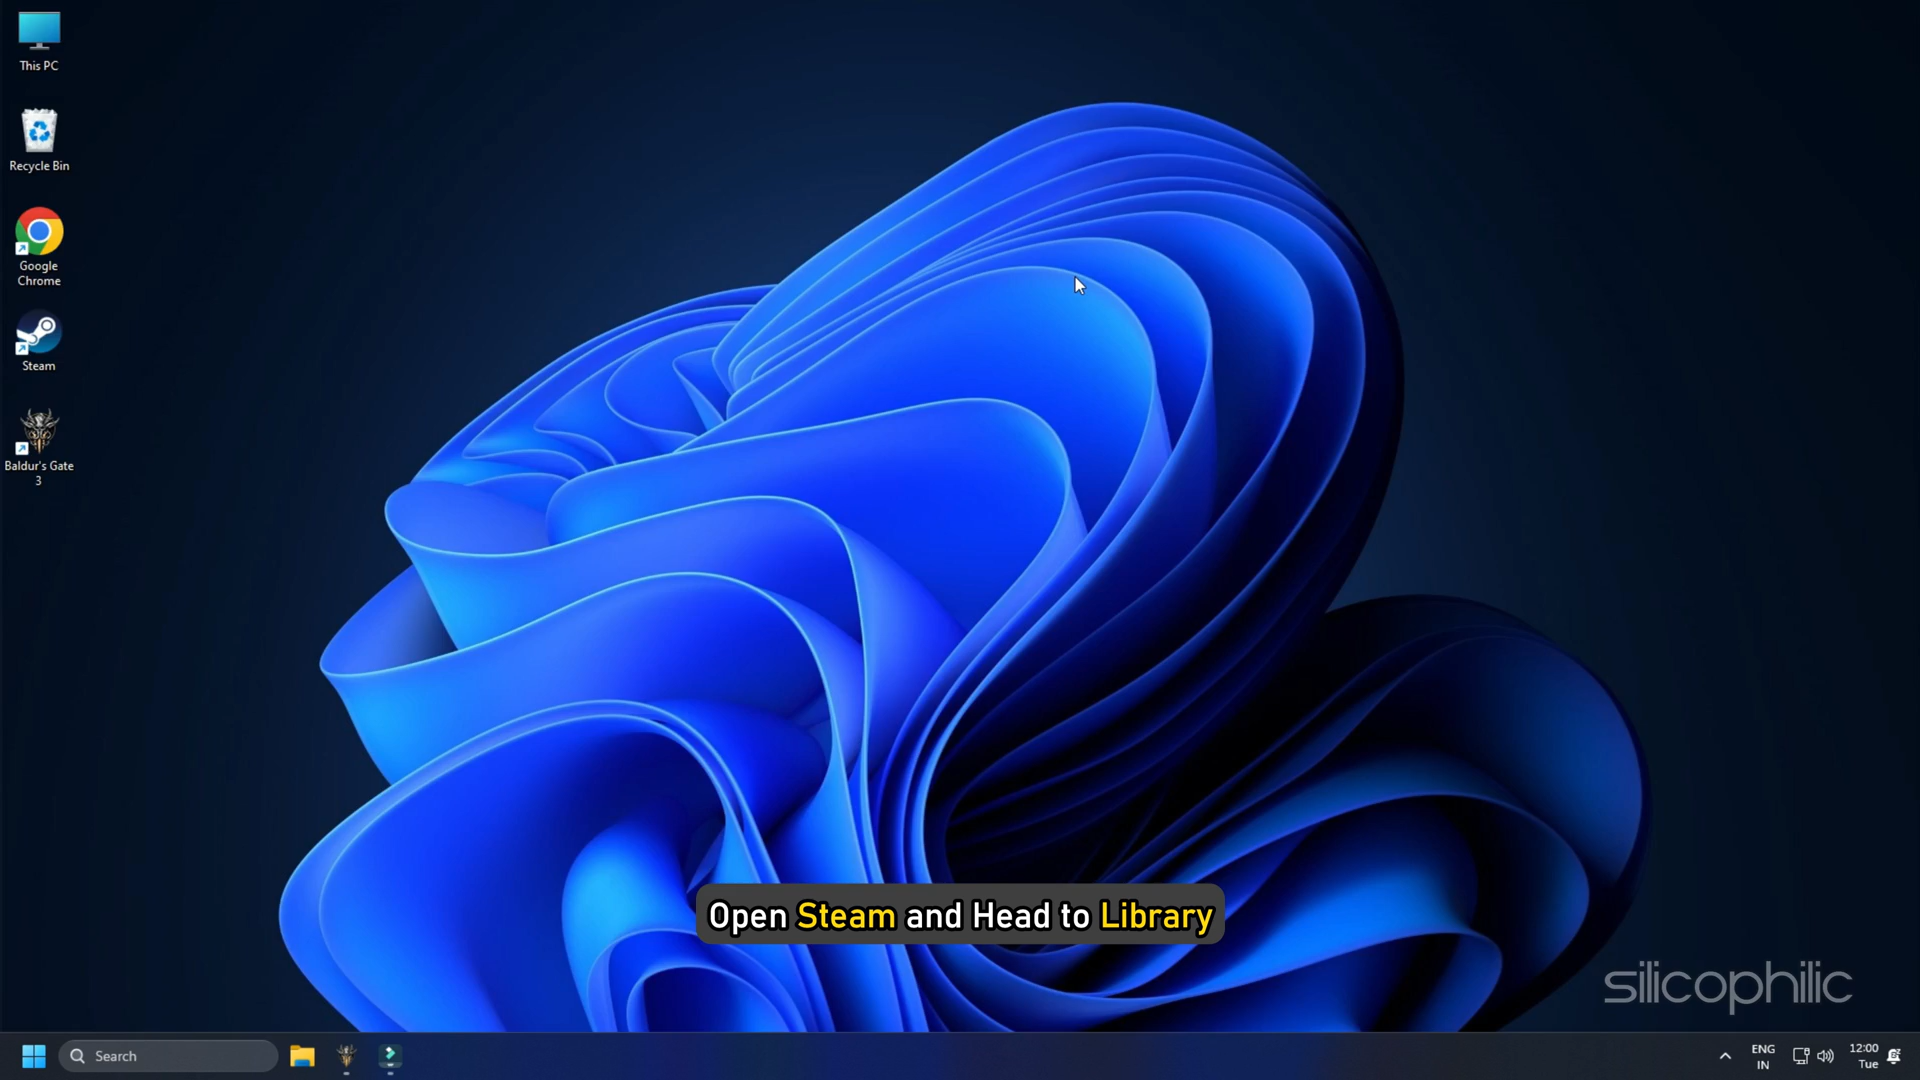 This PC
Recycle Bin
Google
Chrome
Steam
Baldur's Gate
3
Open Steam and Head to Library
silicophilic
Search
ENG
IN
12:00
Tue